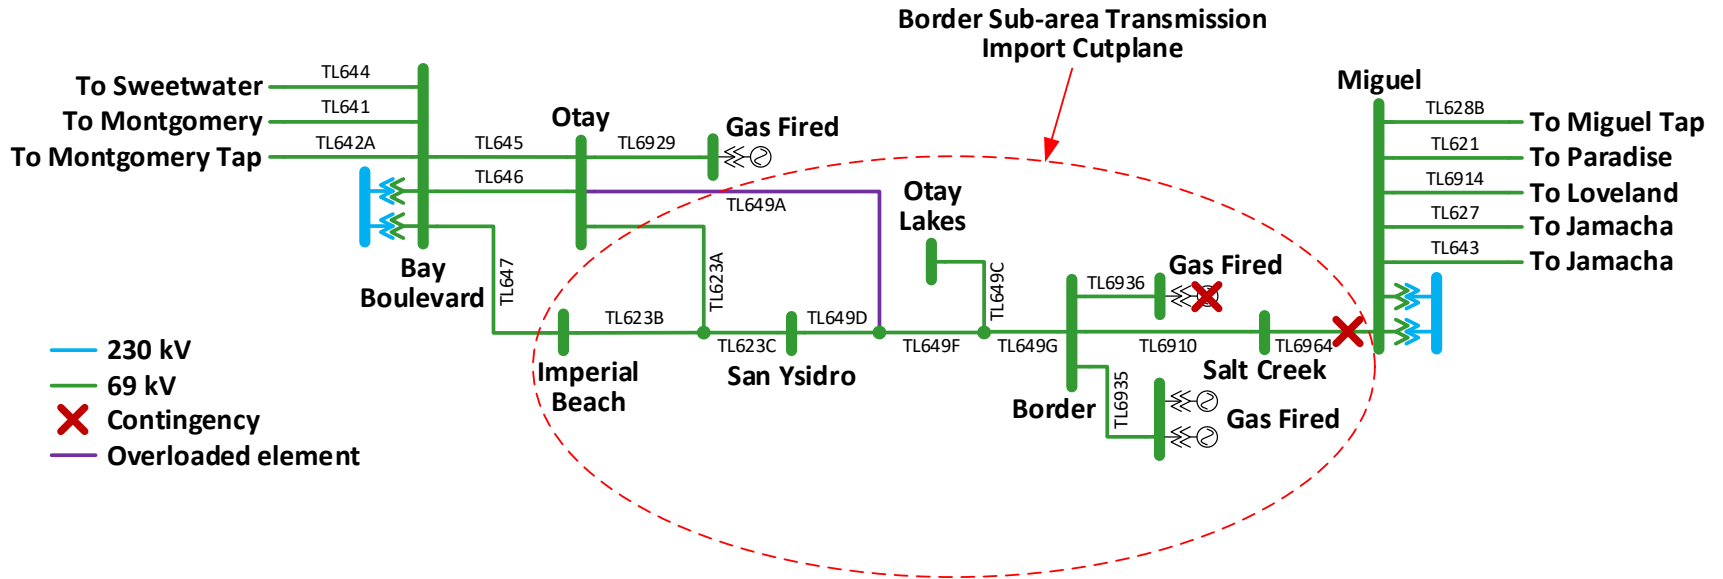 Border Sub-area Transmission
Import Cutplane
Miguel
To Sweetwater
TL644
To Montgomery
TL641
To Montgomery Tap
TL642A
TL645
TL646
Otay
TL6929
Gas Fired
TL649A
TL623A
Bay
Boulevard
TL647
Imperial
Beach
TL623B
TL623C
San Ysidro
TL649D
TL649F
Otay
Lakes
TL649C
TL649G
Border
TL6936
Gas Fired
TL6910
Salt Creek
TL6964
TL6935
Gas Fired
TL628B
To Miguel Tap
TL621
To Paradise
TL6914
To Loveland
TL627
To Jamacha
TL643
To Jamacha
230 kV
69 kV
Contingency
Overloaded element